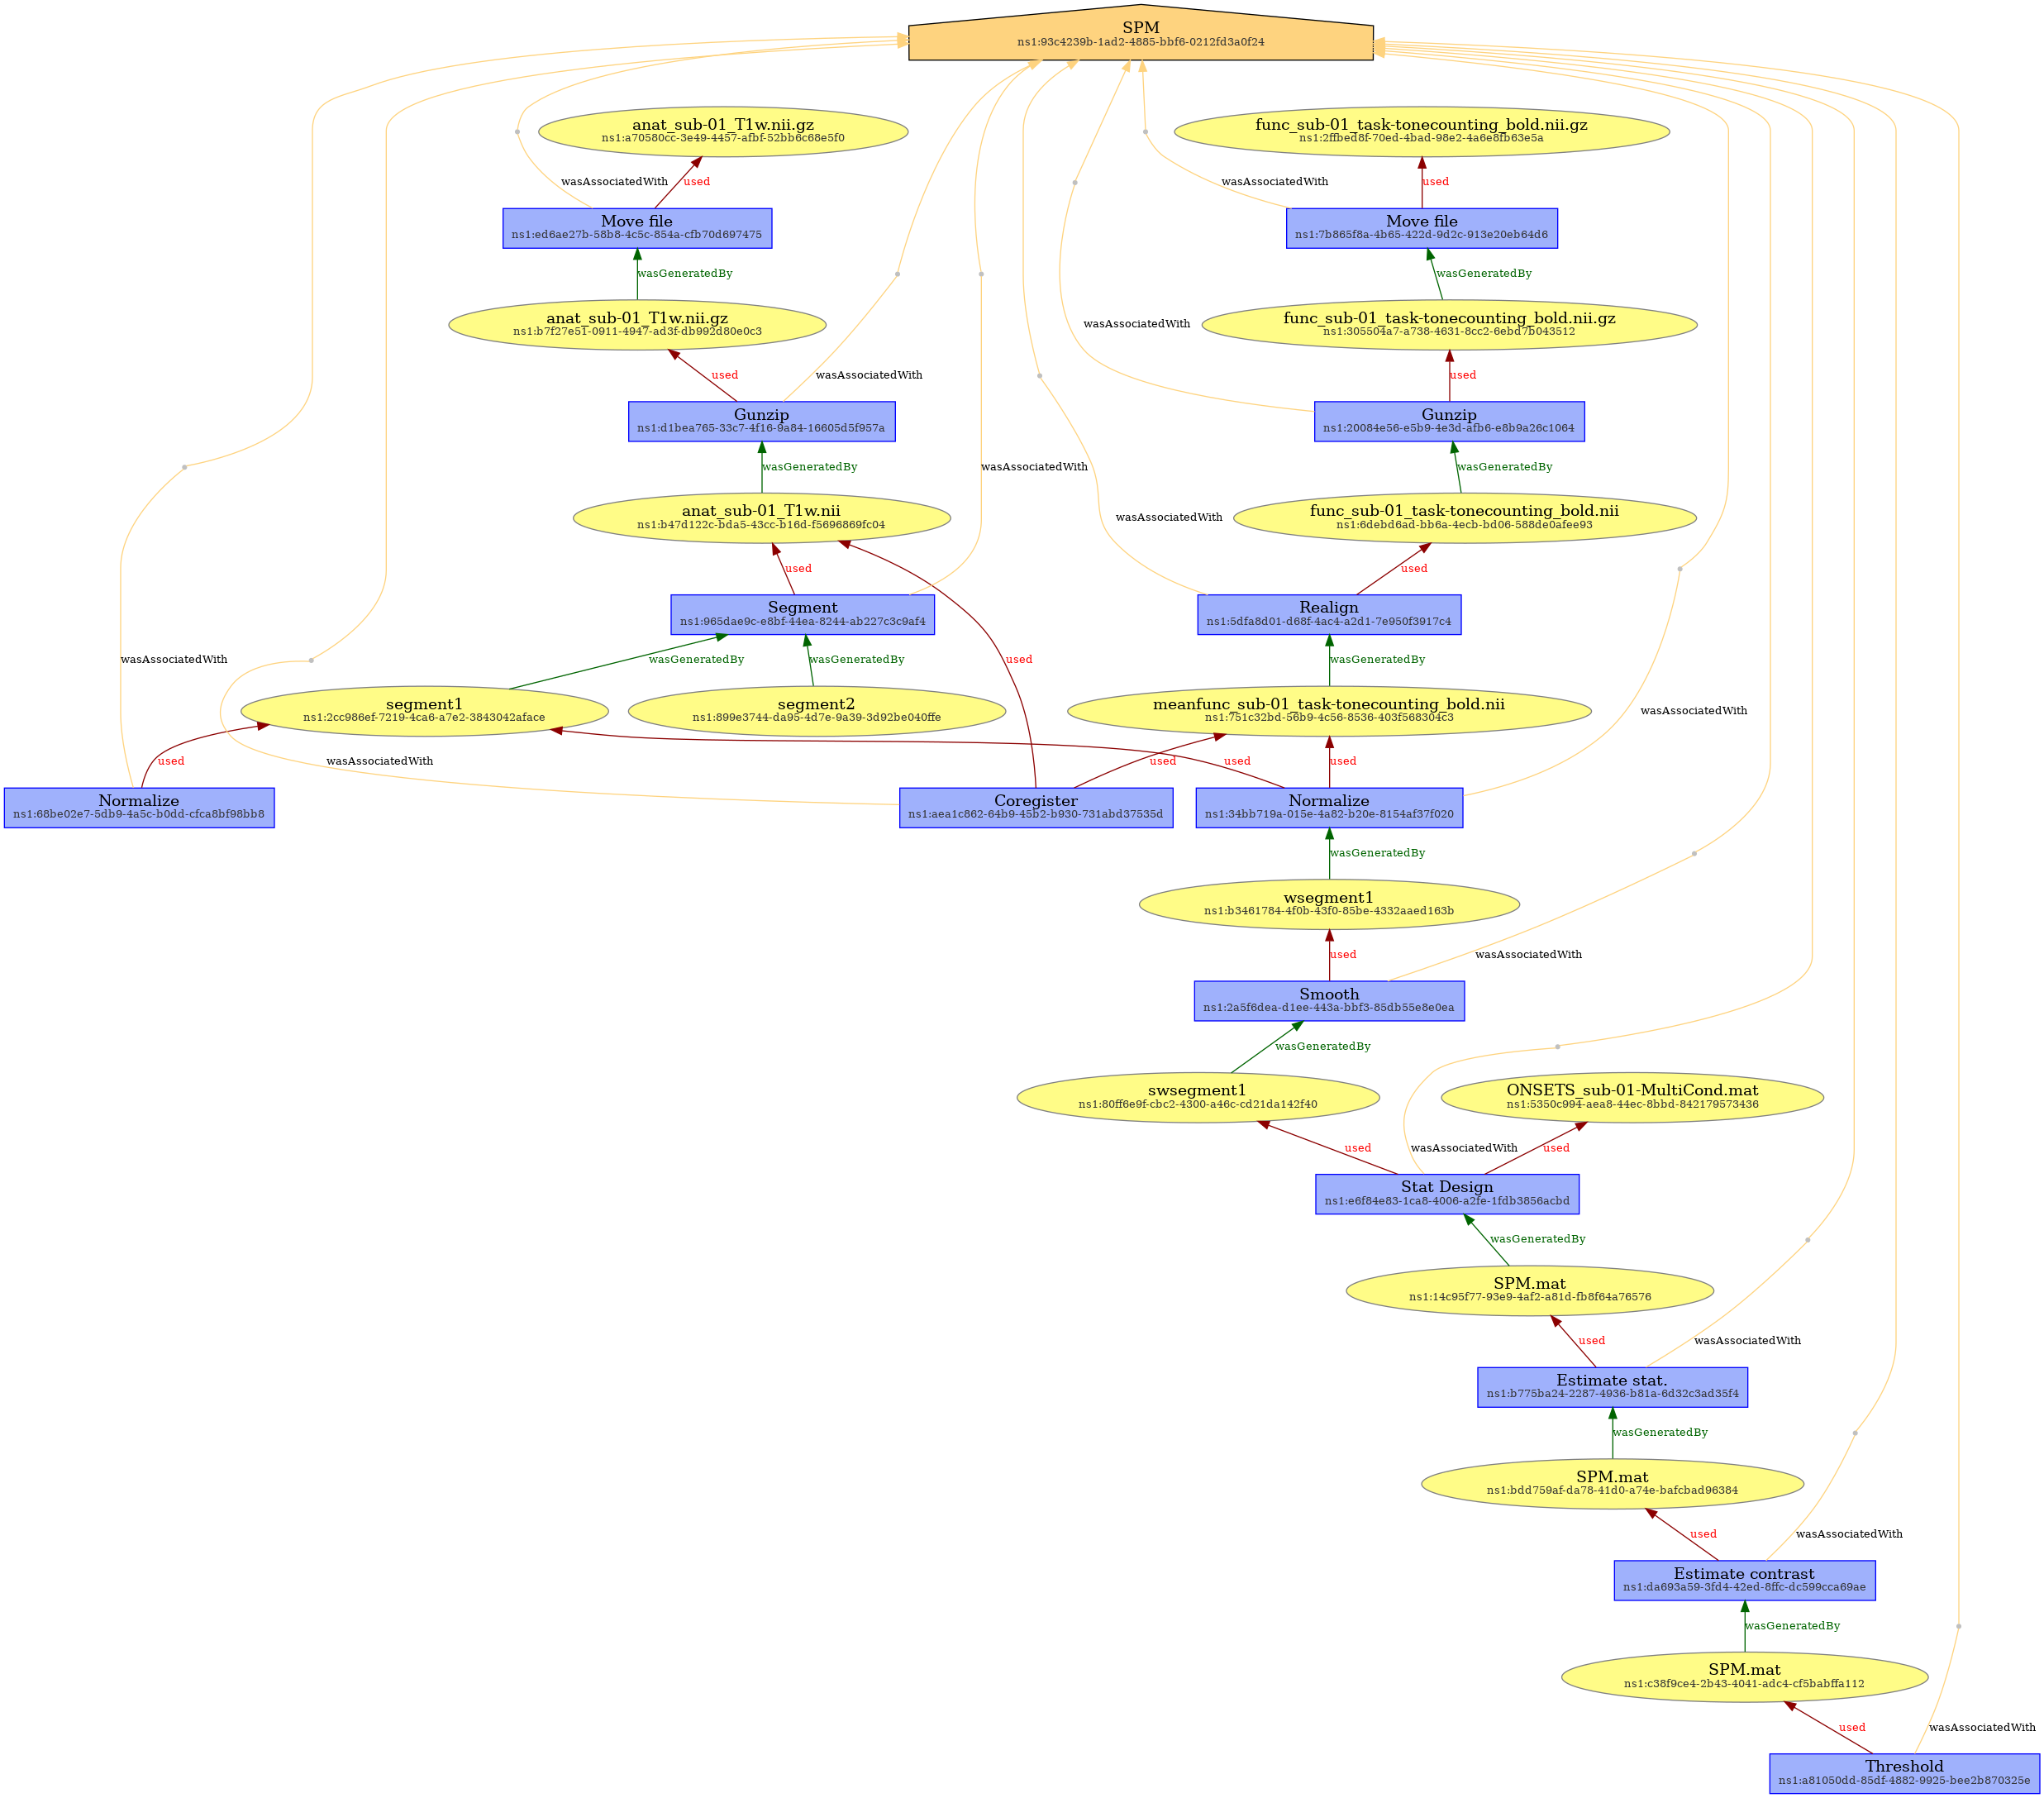 SPM
ns1:93c4239b-1ad2-4885-bbf6-0212fd3a0f24
anat_sub-01_T1w.nii.gz
ns1:a70580cc-3e49-4457-afbf-52bb6c68e5f0
func_sub-01_task-tonecounting_bold.nii.gz
ns1:2ffbed8f-70ed-4bad-98e2-4a6e8fb63e5a
wasAssociatedWith
used
wasAssociatedWith
used
Move file
ns1:ed6ae27b-58b8-4c5c-854a-cfb70d697475
Move file
ns1:7b865f8a-4b65-422d-9d2c-913e20eb64d6
wasGeneratedBy
wasGeneratedBy
anat_sub-01_T1w.nii.gz
ns1:b7f27e51-0911-4947-ad3f-db992d80e0c3
wasAssociatedWith
func_sub-01_task-tonecounting_bold.nii.gz
ns1:305504a7-a738-4631-8cc2-6ebd7b043512
used
wasAssociatedWith
used
Gunzip
ns1:d1bea765-33c7-4f16-9a84-16605d5f957a
Gunzip
ns1:20084e56-e5b9-4e3d-afb6-e8b9a26c1064
wasGeneratedBy
wasAssociatedWith
wasGeneratedBy
anat_sub-01_T1w.nii
ns1:b47d122c-bda5-43cc-b16d-f5696869fc04
wasAssociatedWith
func_sub-01_task-tonecounting_bold.nii
ns1:6debd6ad-bb6a-4ecb-bd06-588de0afee93
used
used
Segment
ns1:965dae9c-e8bf-44ea-8244-ab227c3c9af4
Realign
ns1:5dfa8d01-d68f-4ac4-a2d1-7e950f3917c4
wasAssociatedWith
wasGeneratedBy
wasGeneratedBy
used
wasGeneratedBy
segment1
ns1:2cc986ef-7219-4ca6-a7e2-3843042aface
segment2
ns1:899e3744-da95-4d7e-9a39-3d92be040ffe
meanfunc_sub-01_task-tonecounting_bold.nii
ns1:751c32bd-56b9-4c56-8536-403f568304c3
wasAssociatedWith
used
wasAssociatedWith
used
used
used
Normalize
ns1:68be02e7-5db9-4a5c-b0dd-cfca8bf98bb8
Coregister
ns1:aea1c862-64b9-45b2-b930-731abd37535d
Normalize
ns1:34bb719a-015e-4a82-b20e-8154af37f020
wasGeneratedBy
wsegment1
ns1:b3461784-4f0b-43f0-85be-4332aaed163b
used
wasAssociatedWith
Smooth
ns1:2a5f6dea-d1ee-443a-bbf3-85db55e8e0ea
wasGeneratedBy
swsegment1
ns1:80ff6e9f-cbc2-4300-a46c-cd21da142f40
ONSETS_sub-01-MultiCond.mat
ns1:5350c994-aea8-44ec-8bbd-842179573436
used
wasAssociatedWith
used
Stat Design
ns1:e6f84e83-1ca8-4006-a2fe-1fdb3856acbd
wasGeneratedBy
SPM.mat
ns1:14c95f77-93e9-4af2-a81d-fb8f64a76576
used
wasAssociatedWith
Estimate stat.
ns1:b775ba24-2287-4936-b81a-6d32c3ad35f4
wasGeneratedBy
SPM.mat
ns1:bdd759af-da78-41d0-a74e-bafcbad96384
used
wasAssociatedWith
Estimate contrast
ns1:da693a59-3fd4-42ed-8ffc-dc599cca69ae
wasGeneratedBy
SPM.mat
ns1:c38f9ce4-2b43-4041-adc4-cf5babffa112
used
wasAssociatedWith
Threshold
ns1:a81050dd-85df-4882-9925-bee2b870325e